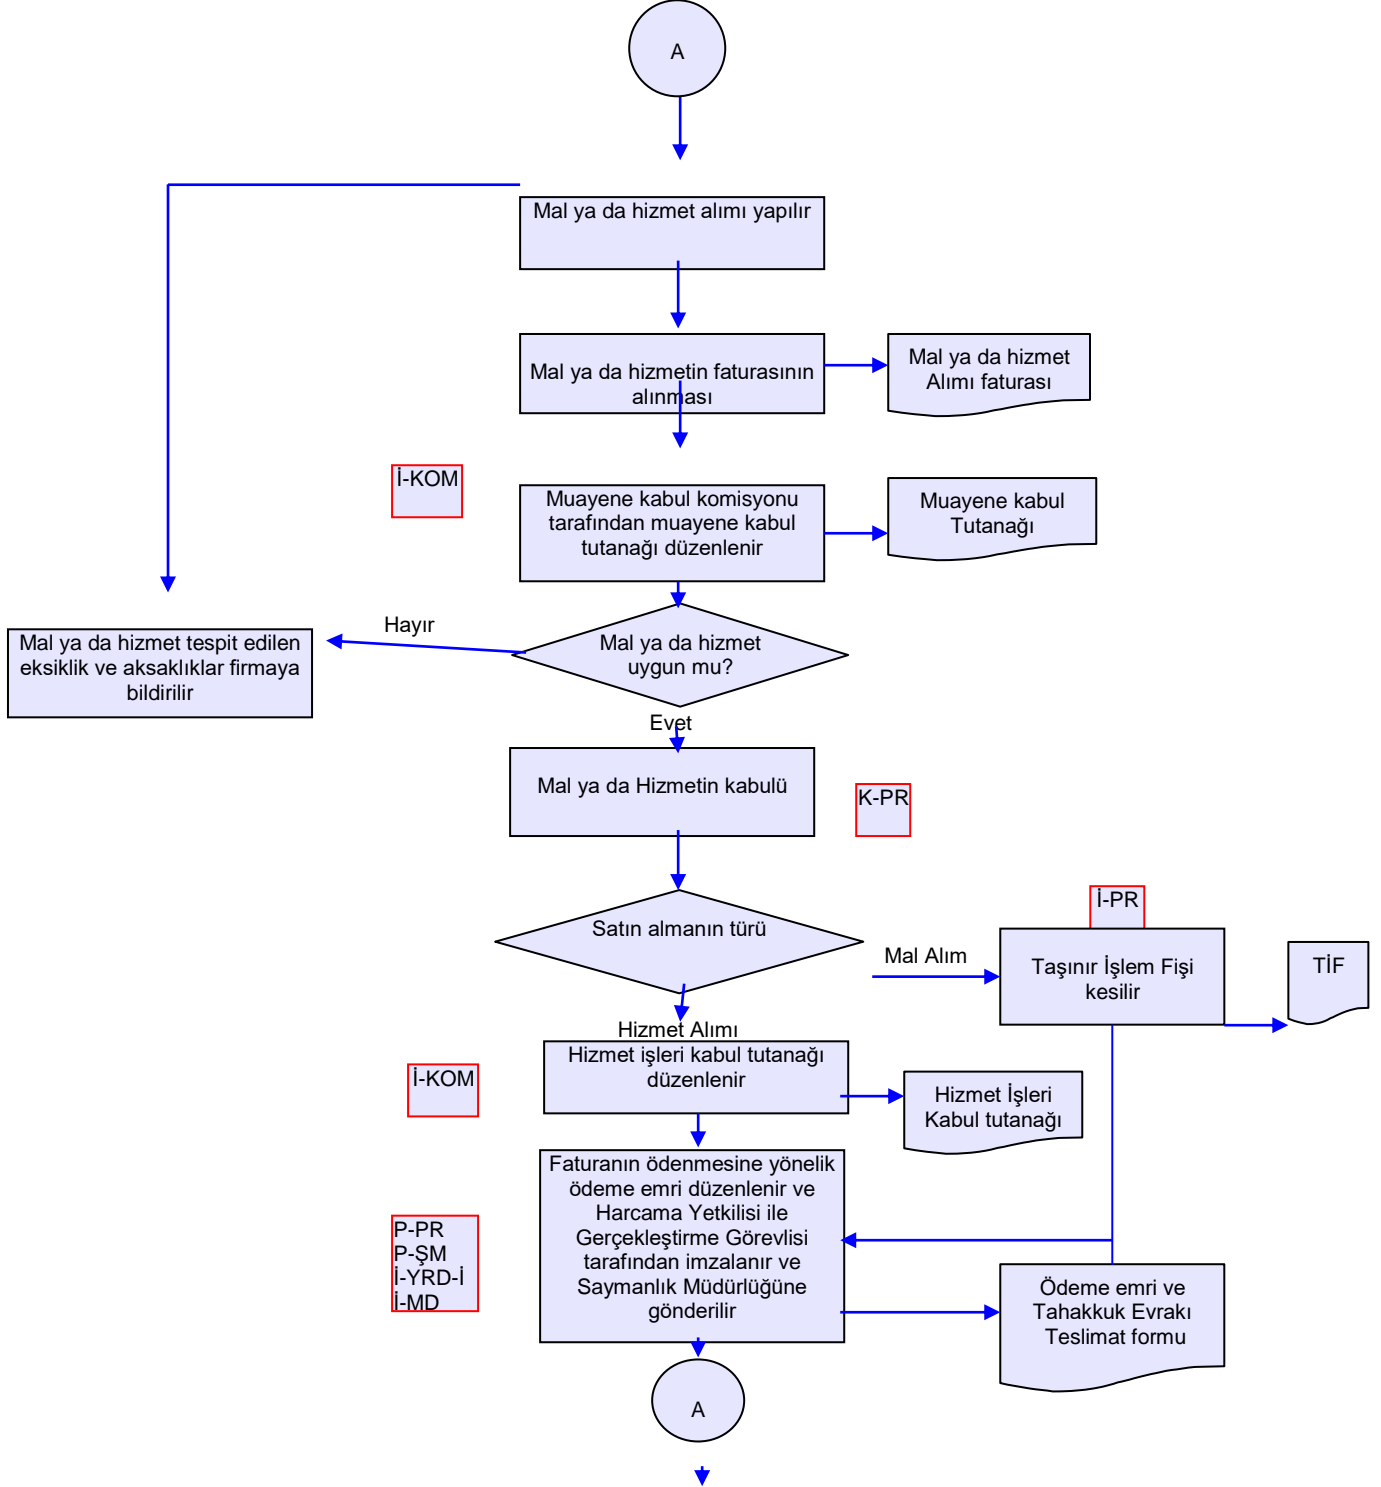 A
Mal ya da hizmet alımı yapılır
Mal ya da hizmetin faturasının
alınması
Mal ya da hizmet
Alımı faturası
İ-KOM
Muayene kabul komisyonu
tarafından muayene kabul
tutanağı düzenlenir
Muayene kabul
Tutanağı
Hayır
Mal ya da hizmet
uygun mu?
Mal ya da hizmet tespit edilen
eksiklik ve aksaklıklar firmaya
bildirilir
Evet
Mal ya da Hizmetin kabulü
K-PR
Satın almanın türü
Mal Alım
İ-PR
Taşınır İşlem Fişi
kesilir
TİF
Hizmet Alımı
Hizmet işleri kabul tutanağı
düzenlenir
İ-KOM
Hizmet İşleri
Kabul tutanağı
Faturanın ödenmesine yönelik
ödeme emri düzenlenir ve
Harcama Yetkilisi ile
Gerçekleştirme Görevlisi
tarafından imzalanır ve
Saymanlık Müdürlüğüne
gönderilir
P-PR
P-ŞM
İ-YRD-İ
İ-MD
Ödeme emri ve
Tahakkuk Evrakı
Teslimat formu
A